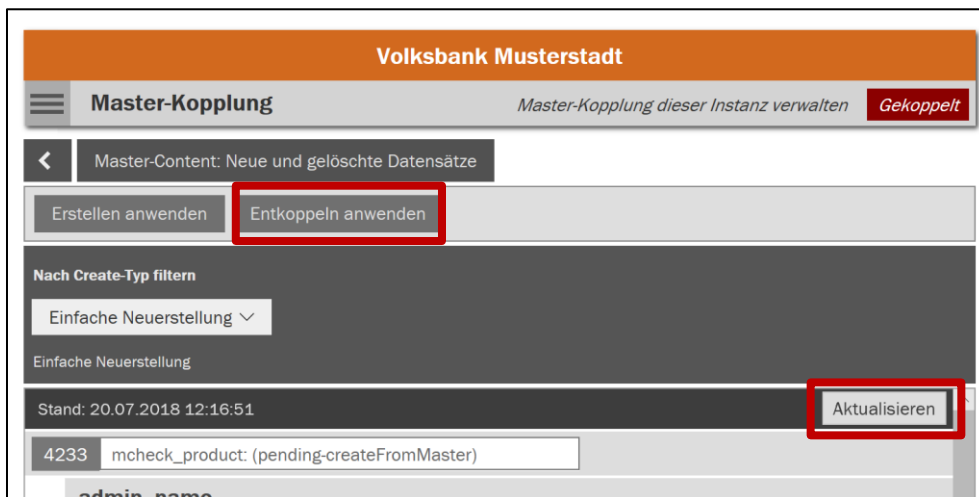 Volksbank Musterstadt
Master-Kopplung Master-Kopplung dieser Instanz verwalten Gekoppelt
Master-Content: Neue und gelöschte Datensätze
Erstellen anwenden Entkoppeln anwenden
Nach Create-Typ filtern
Einfache Neuerstellung
Einfache Neuerstellung
Stand: 20.07.2018 12:16:51 Aktualisieren
4233 mcheck_product: (pending-createFromMaster)
admin_name